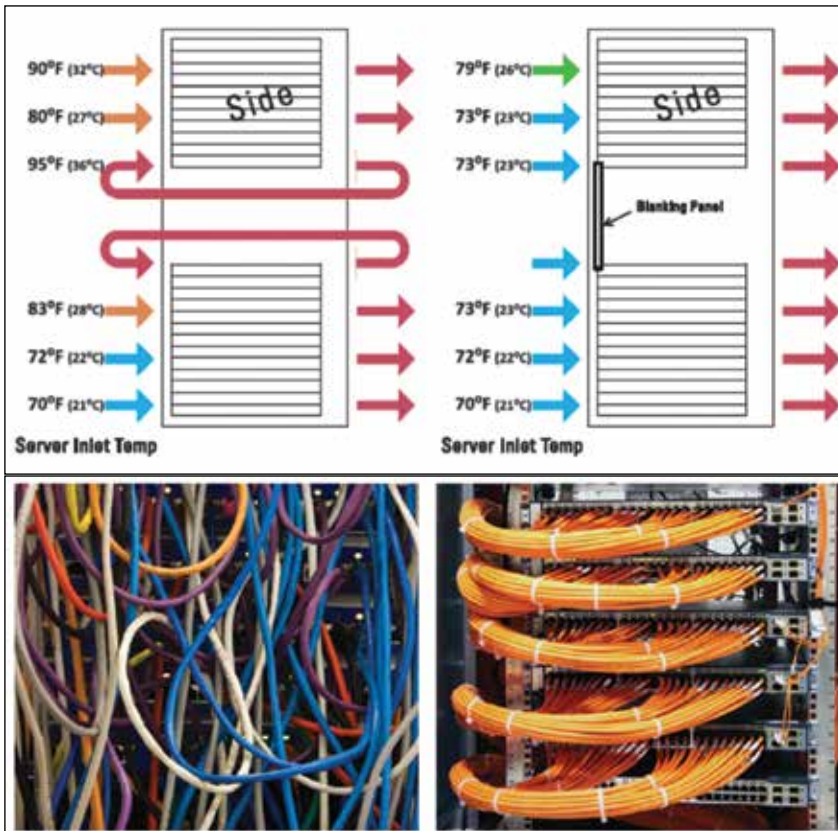 90°F (32°C)
80°F (27°C)
95°F (36°C)
83°F (28°C)
72°F (22°C)
70°F (21°C)
Side
Server Inlet Temp
79°F (26°C)
73°F (23°C)
73°F (23°C)
73°F (23°C)
72°F (22°C)
70°F (21°C)
Side
Blanking Panel
Server Inlet Temp